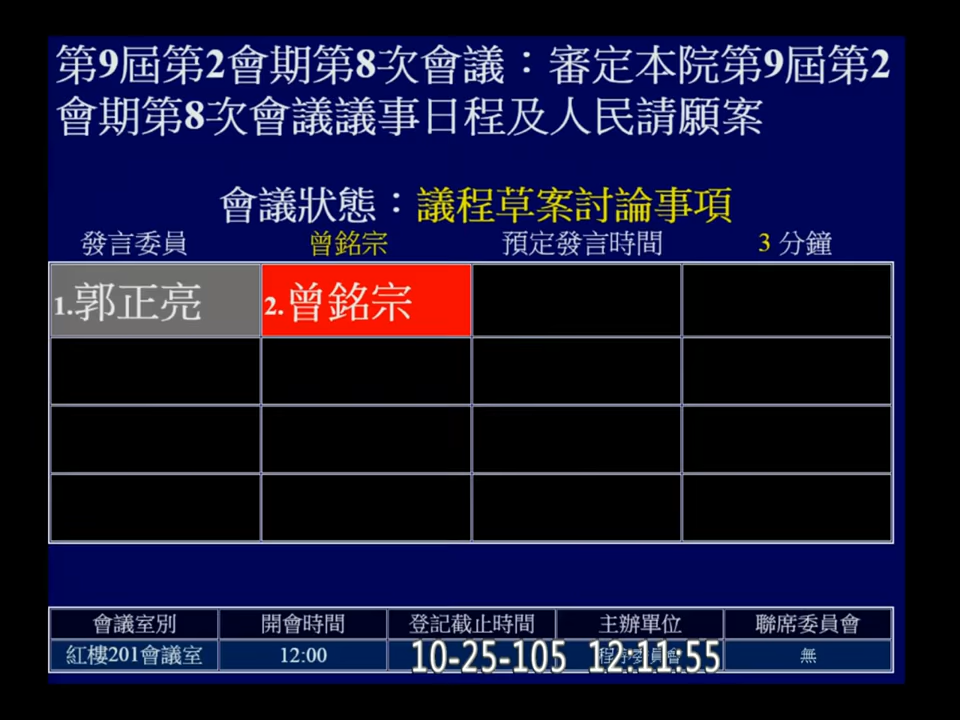 第9屆第2會期第8次會議：審定本院第9屆第2
會期第8次會議議事日程及人民請願案
會議狀態：議程草案討論事項
發言委員 曾銘宗 預定發言時間 3 分鐘
1.郭正亮 2.曾銘宗
會議室別 開會時間 登記截止時間 主辦單位 聯席委員會
紅樓201會議室 12:00 程序委員會 無
10-25-105 12:11:55